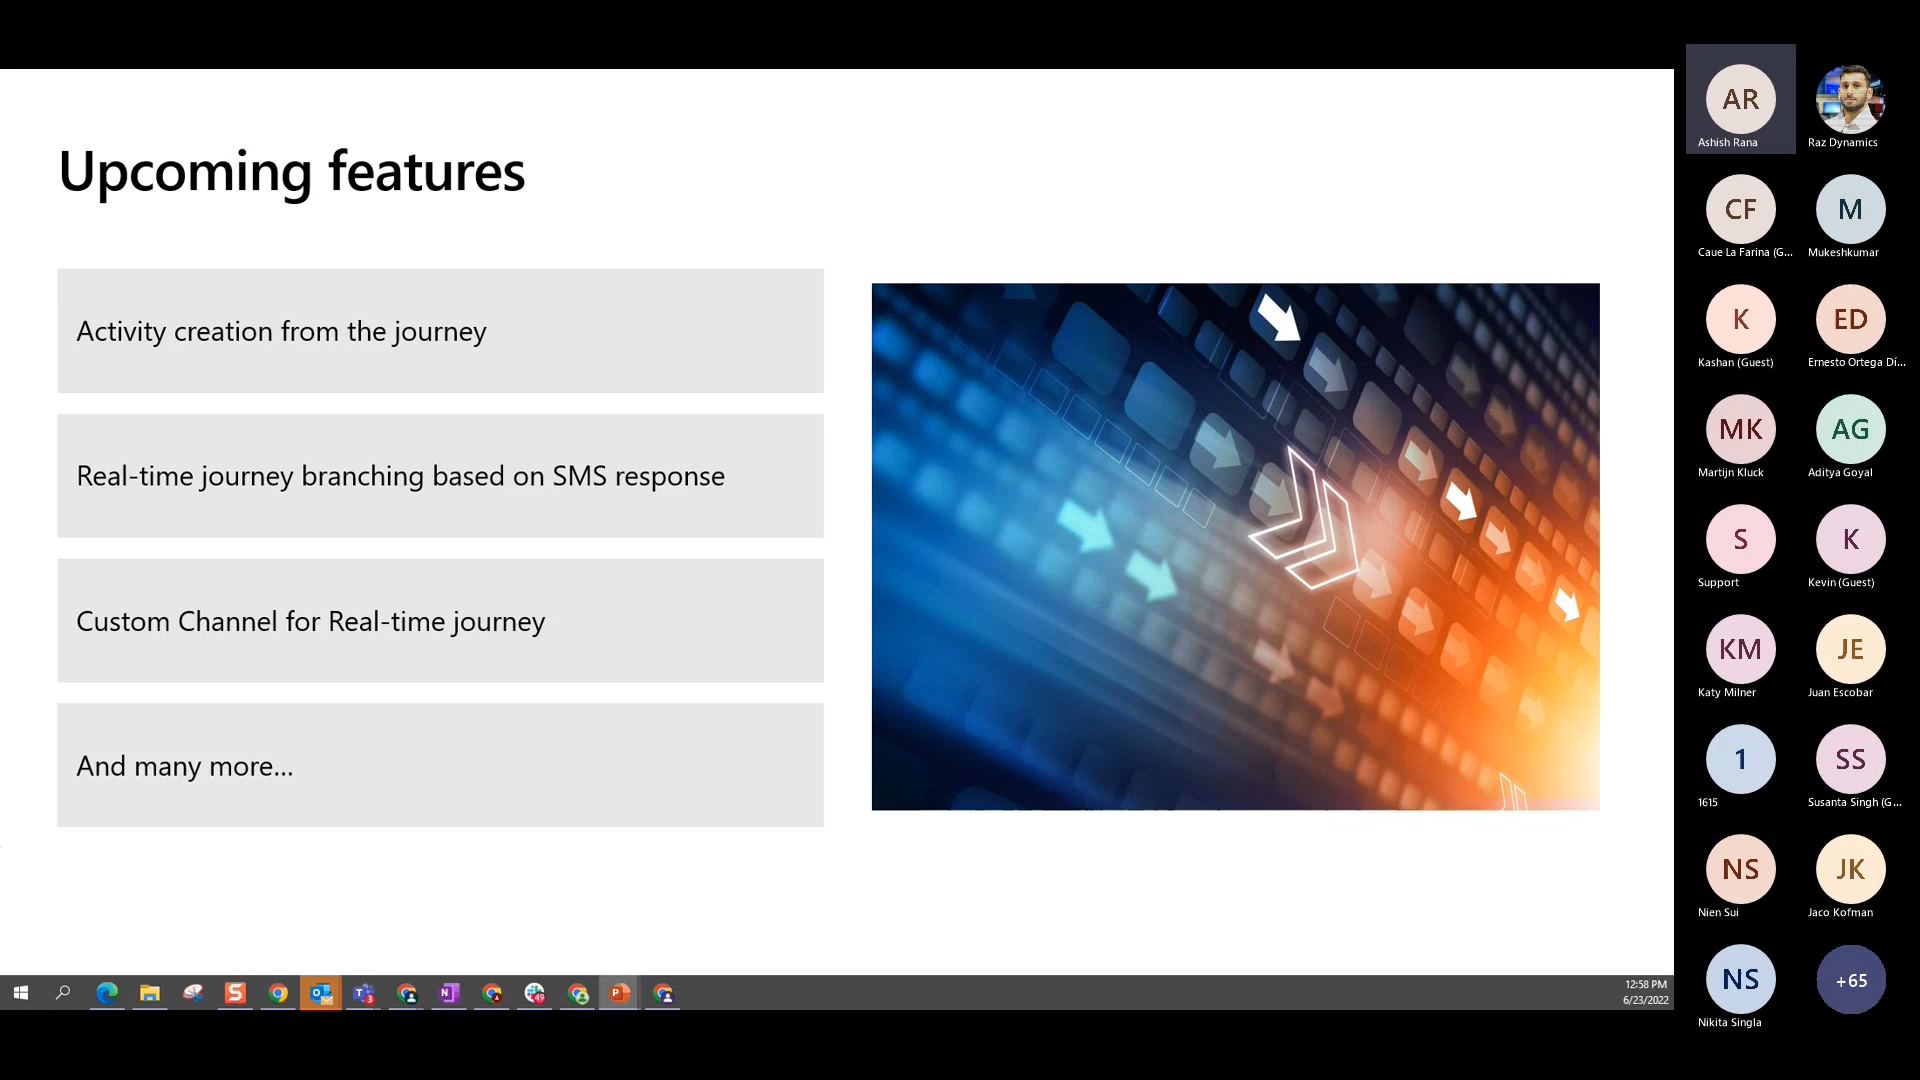 Upcoming features
Activity creation from the journey
Real-time journey branching based on SMS response
Custom Channel for Real-time journey
And many more...
AR
Ashish Rana
Raz Dynamics
CF
Caue La Farina (G...
M
Mukeshkumar
K
Kashan (Guest)
ED
Ernesto Ortega Dí...
MK
Martijn Kluck
AG
Aditya Goyal
S
Support
K
Kevin (Guest)
KM
Katy Milner
JE
Juan Escobar
1
1615
SS
Susanta Singh (G...
NS
Nien Sui
JK
Jaco Kofman
NS
Nikita Singla
+65
12:58 PM
6/23/2022